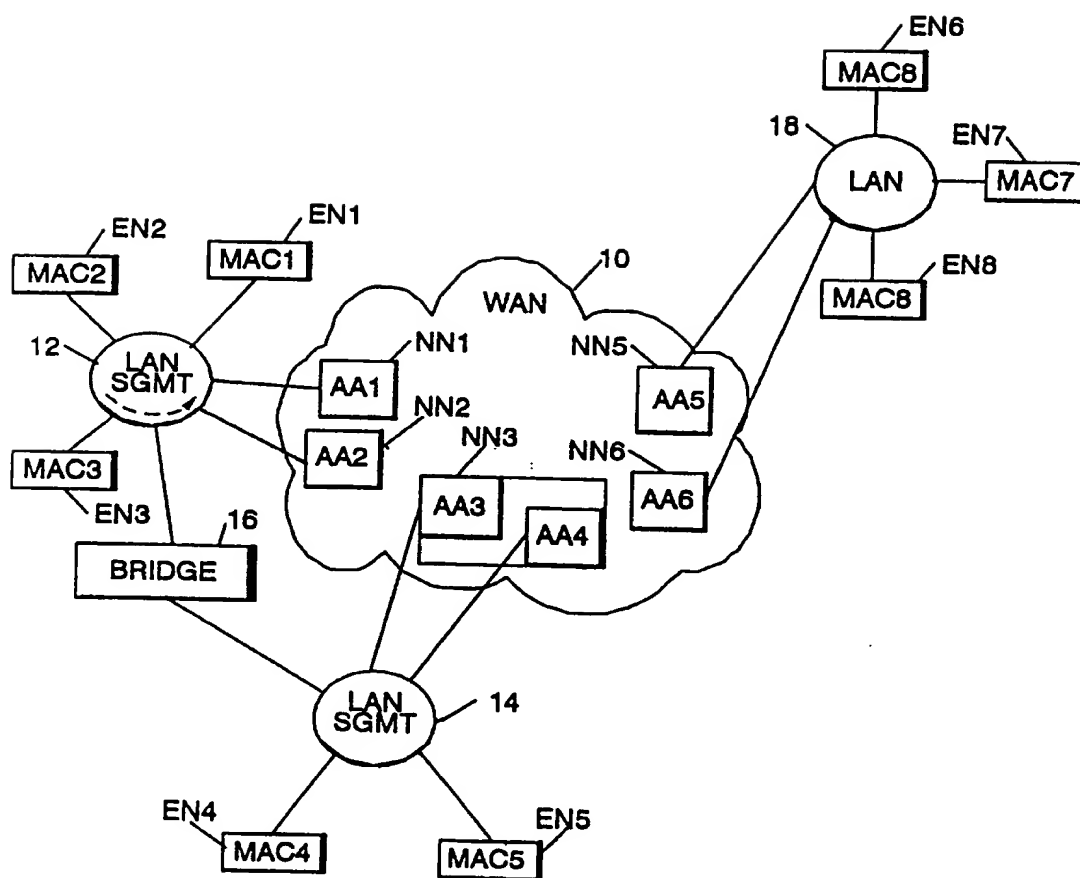 EN6
MAC8
18
EN7
LAN
MAC7
EN2
EN1
MAC2
MAC1
10
EN8
WAN
MAC8
12
LAN
SGMT
NN1
NN5
AA1
AA5
NN2
AA2
NN3
NN6
MAC3
AA3
AA6
EN3
16
AA4
BRIDGE
LAN
SGMT
14
EN4
EN5
MAC4
MAC5